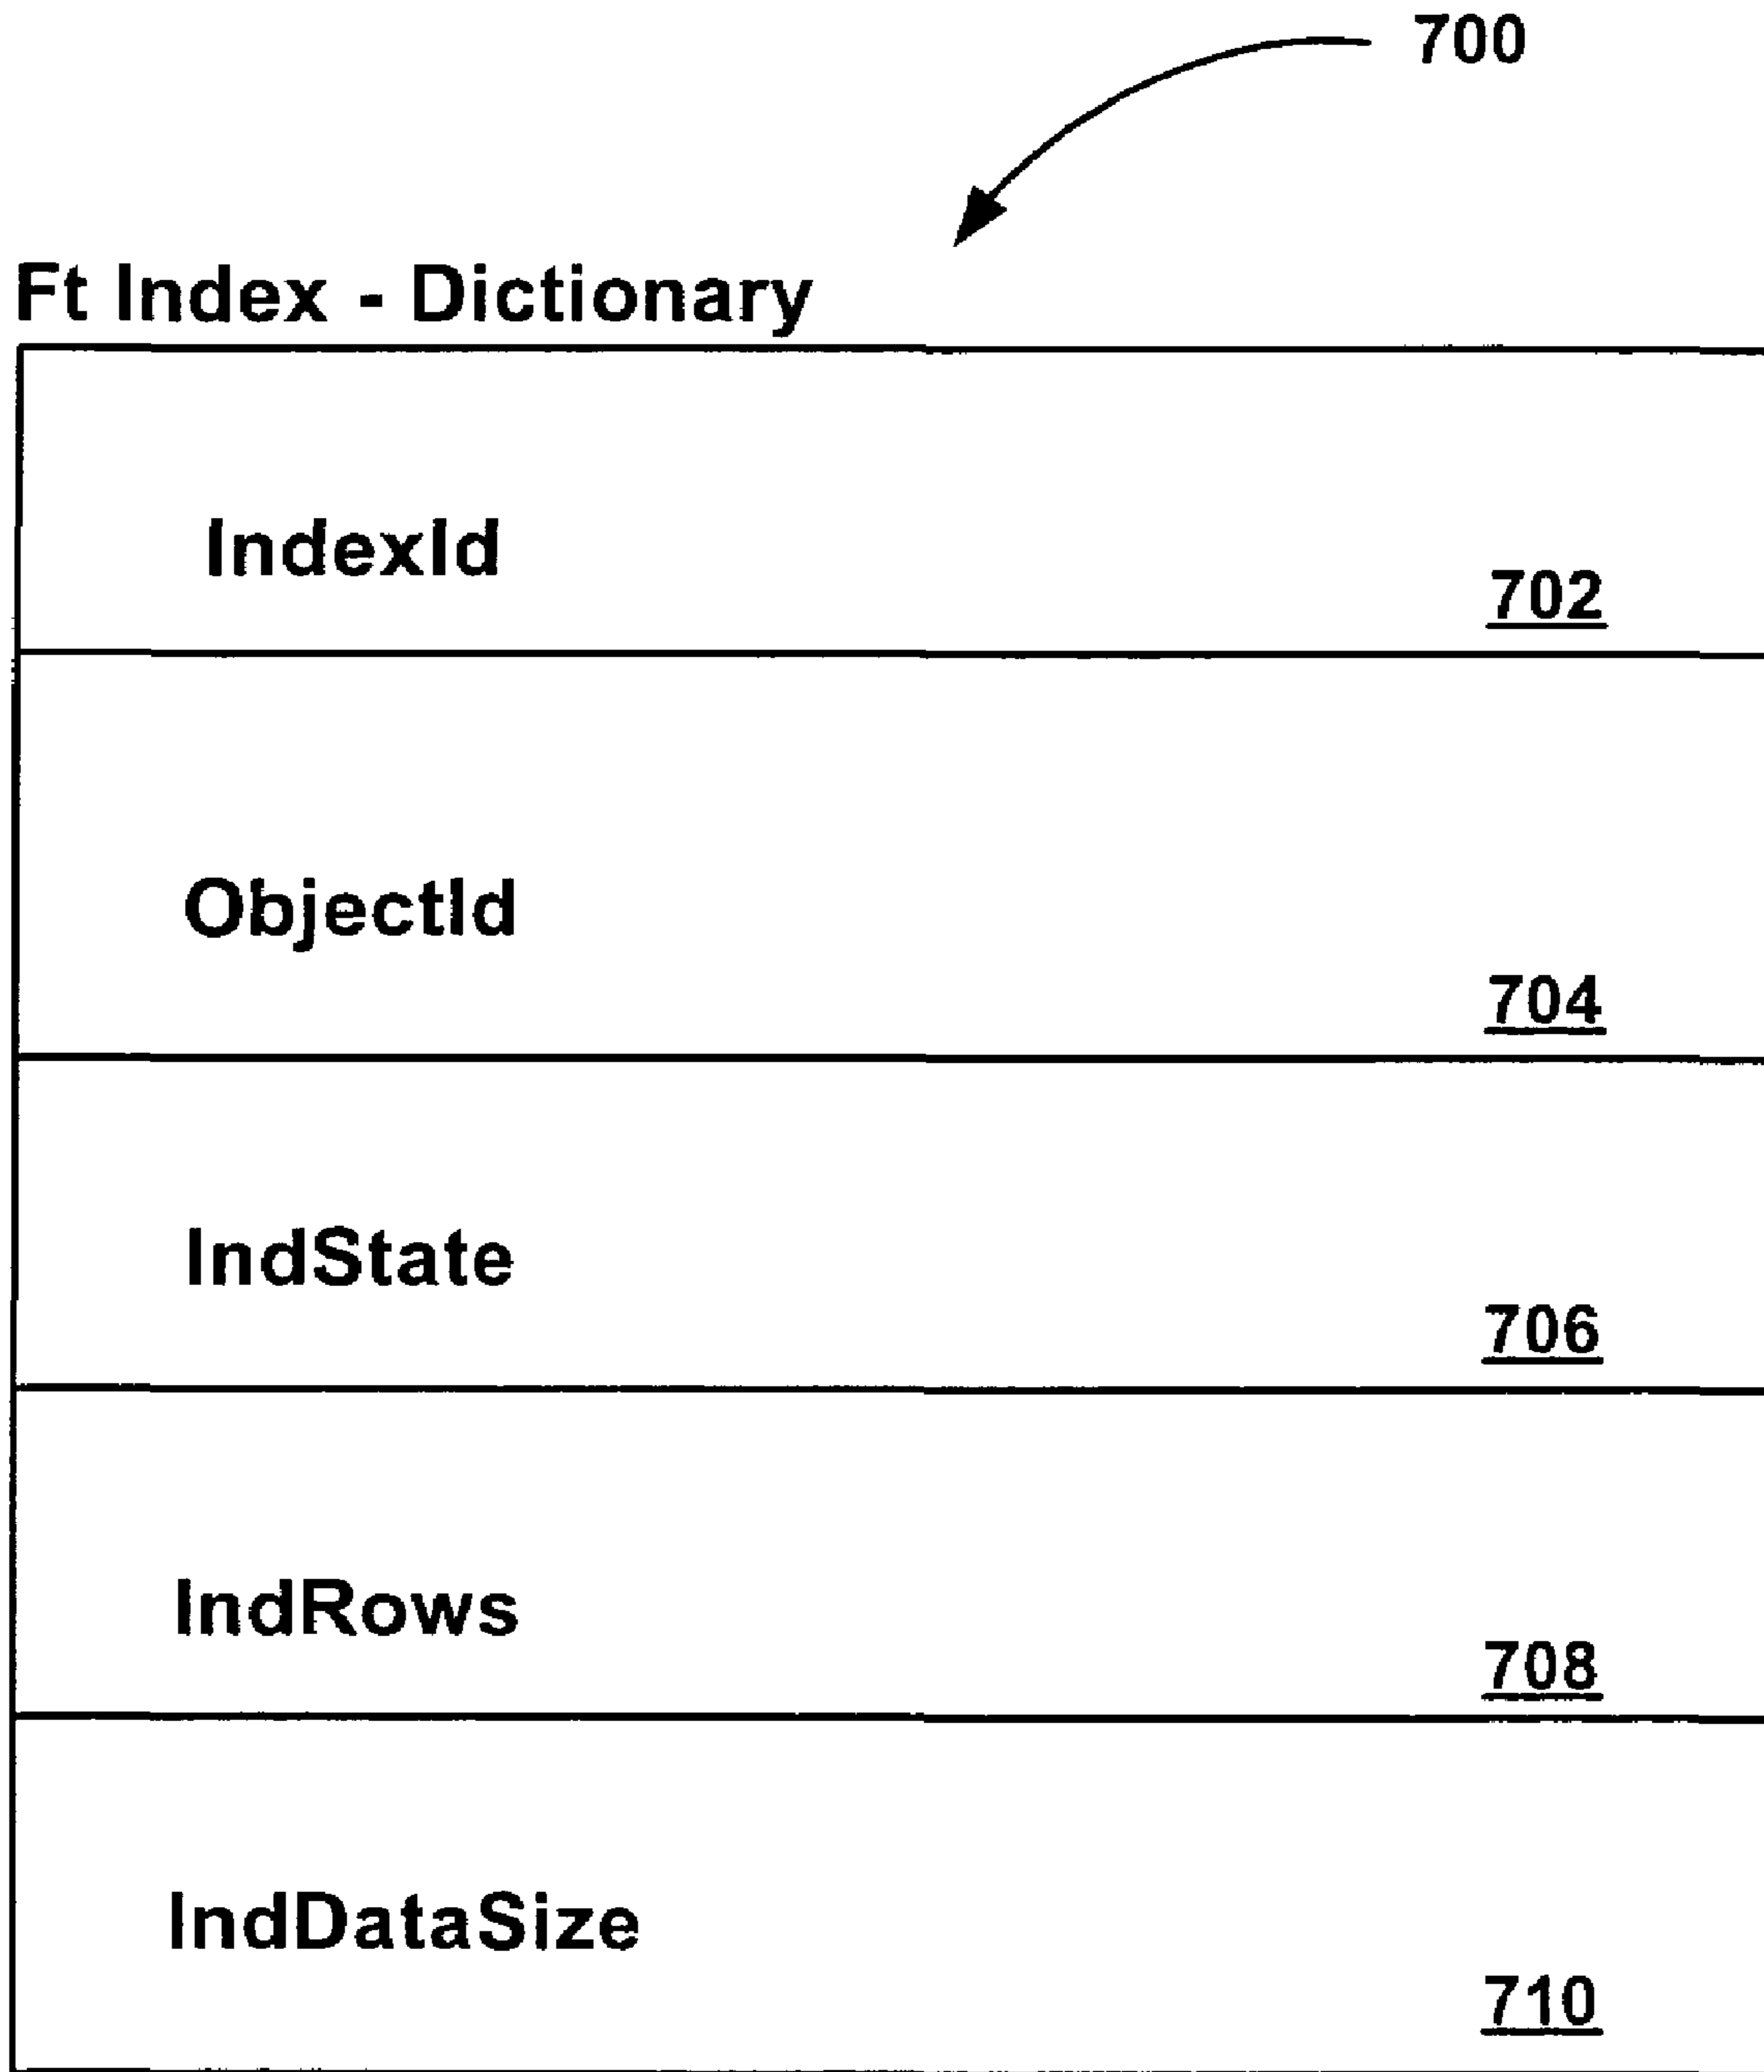 700
Ft Index - Dictionary
IndexId
702
ObjectId
704
IndState
706
IndRows
708
IndDataSize
710